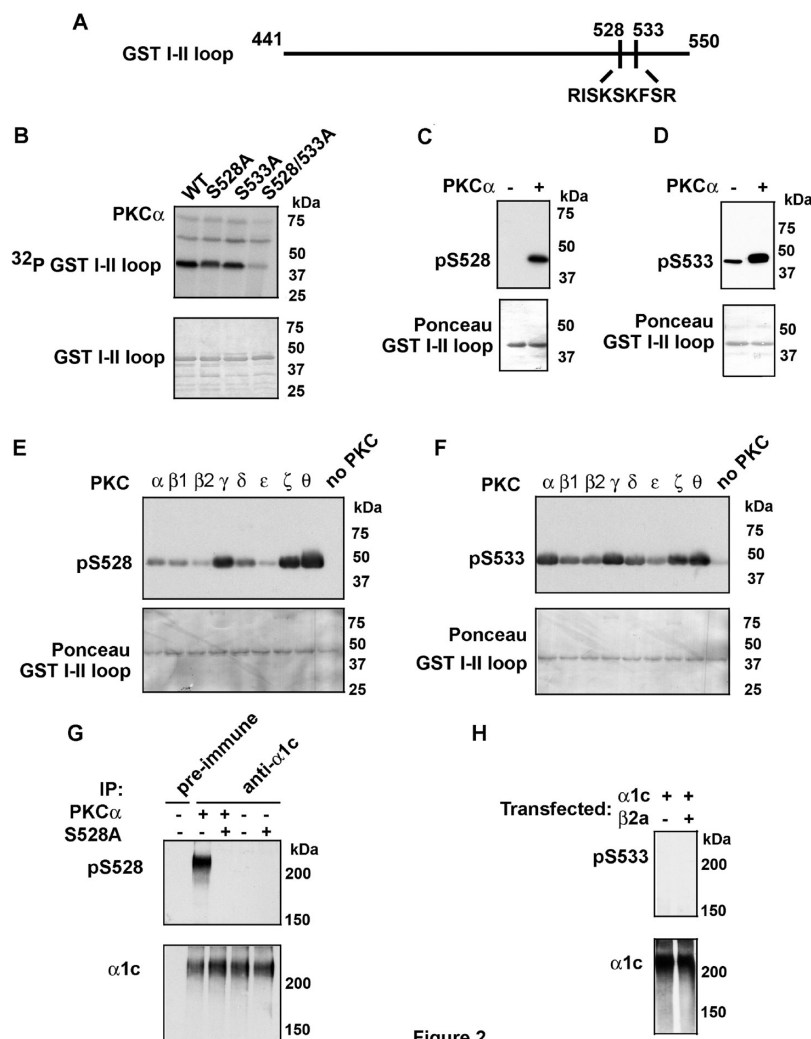 A
GST I-II loop
441
528 533
550
RISKSKFSR
B
WT S528A S533A S528/533A
kDa
PKCα
75
50
32P GST I-II loop
37
25
75
GST I-II loop
50
37
25
C
PKCα - +
kDa
75
pS528
50
37
Ponceau
GST I-II loop
50
37
D
PKCα - +
kDa
75
pS533
50
37
Ponceau
GST I-II loop
50
37
E
PKC α β1 β2 γ δ ε ζ θ no PKC
kDa
75
pS528
50
37
75
Ponceau
GST I-II loop
50
37
25
F
PKC α β1 β2 γ δ ε ζ θ no PKC
kDa
75
pS533
50
37
75
Ponceau
GST I-II loop
50
37
25
G
IP: pre-immune anti-α1c
PKCα - + + - -
S528A - - + - +
kDa
pS528
200
150
α1c
200
150
H
Transfected: α1c + +
β2a - +
kDa
pS533
200
150
α1c
200
150
Figure 2